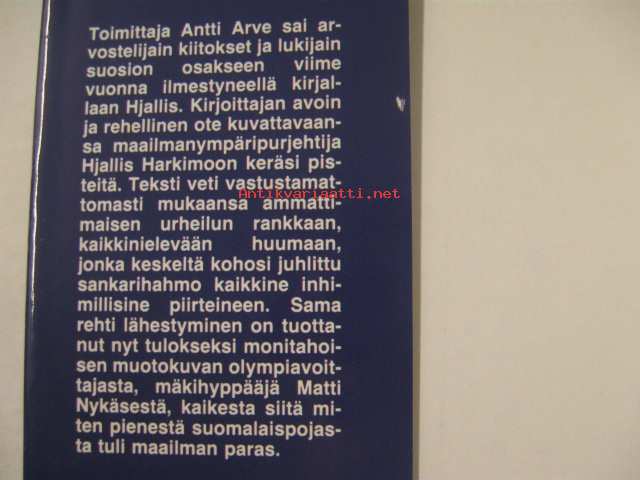 Toimittaja Antti Arve sai ar-
vostelijain kiitokset ja lukijain
suosion osakseen viime
vuonna ilmestyneellä kirjal-
laan Hjallis. Kirjoittajan avoin
ja rehellinen ote kuvattavaan-
sa maailmanympäripurjehtija
Hjallis Harkimoon keräsi pis-
teitä. Teksti veti vastustamat-
Antikvariaatti.net
tomasti mukaansa ammatti-
maisen urheilun rankkaan,
kaikkinielevään huumaan,
jonka keskeltä kohosi juhlittu
sankarihahmo kaikkine inhi-
millisine piirteineen. Sama
rehti lähestyminen on tuotta-
nut nyt tulokseksi monitahoi-
sen muotokuvan olympiavoit-
tajasta, mäkihyppääjä Matti
Nykäsestä, kaikesta siitä mi-
ten pienestä suomalaispojas-
ta tuli maailman paras.